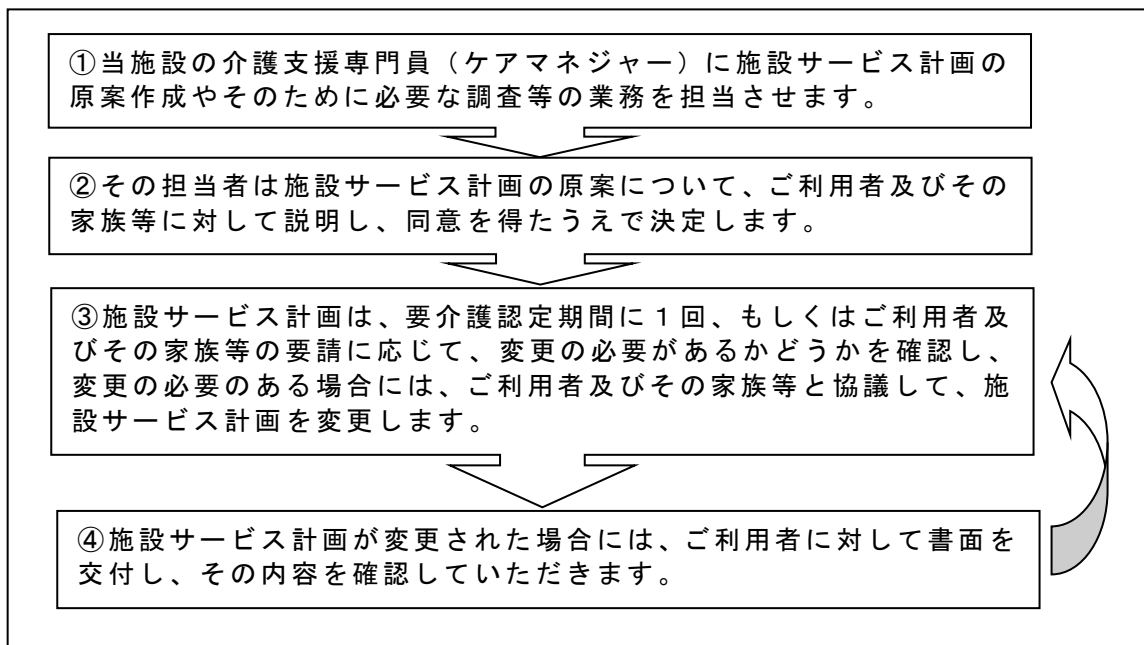 ①当施設の介護支援専門員（ケアマネジャー）に施設サービス計画の
原案作成やそのために必要な調査等の業務を担当させます。
②その担当者は施設サービス計画の原案について、ご利用者及びその
家族等に対して説明し、同意を得たうえで決定します。
③施設サービス計画は、要介護認定期間に１回、もしくはご利用者及
びその家族等の要請に応じて、変更の必要があるかどうかを確認し、
変更の必要のある場合には、ご利用者及びその家族等と協議して、施
設サービス計画を変更します。
④施設サービス計画が変更された場合には、ご利用者に対して書面を
交付し、その内容を確認していただきます。